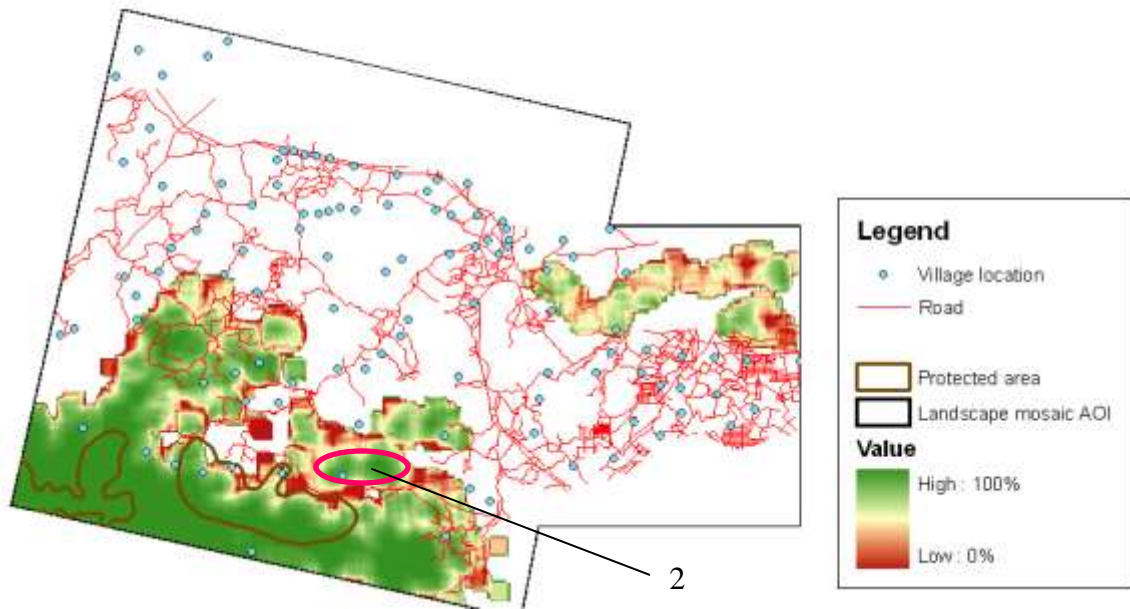 Legend
Village location
Road
Protected area
Landscape mosaic AOI
Value
High : 100%
Low : 0%
2